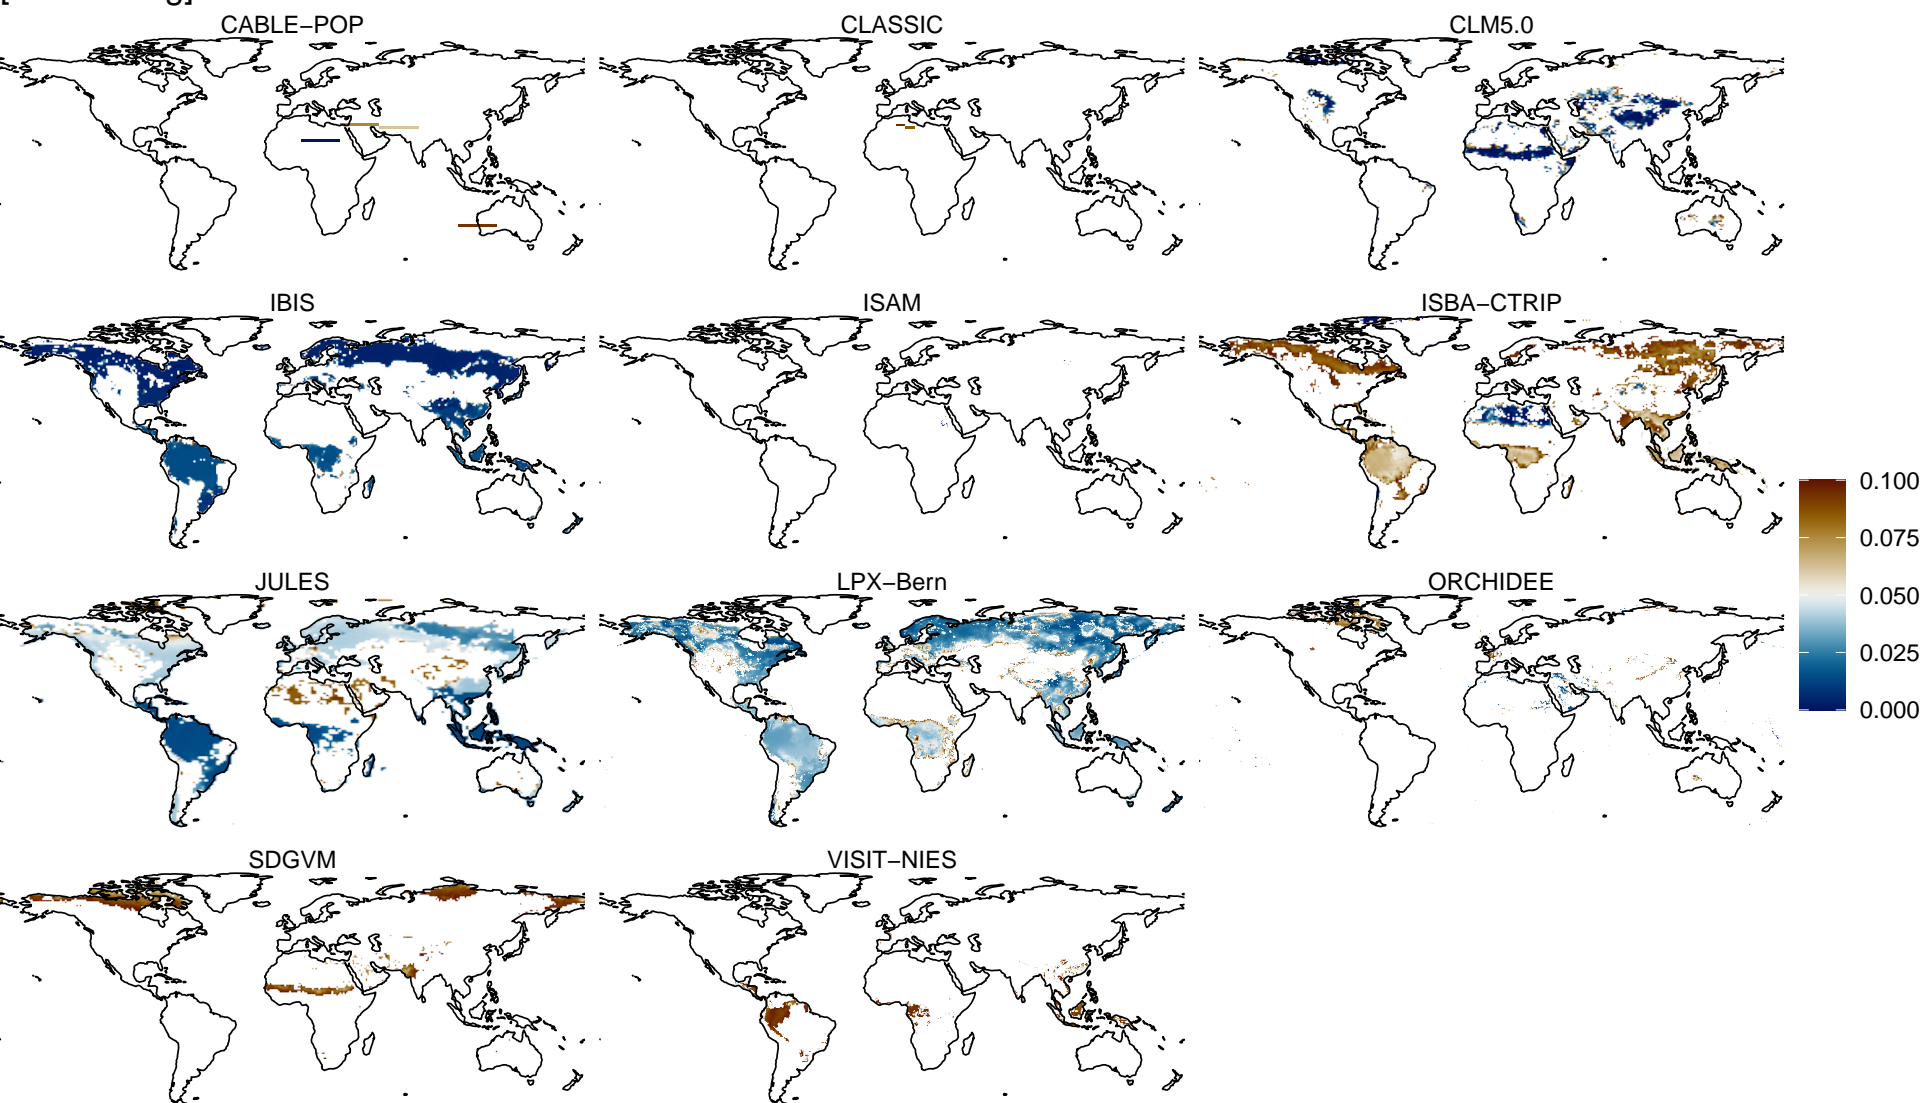 CABLE−POP
CLASSIC
CLM5.0
IBIS
ISAM
ISBA−CTRIP
0.100
0.075
0.050
0.025
0.000
JULES
LPX−Bern
ORCHIDEE
SDGVM
VISIT−NIES